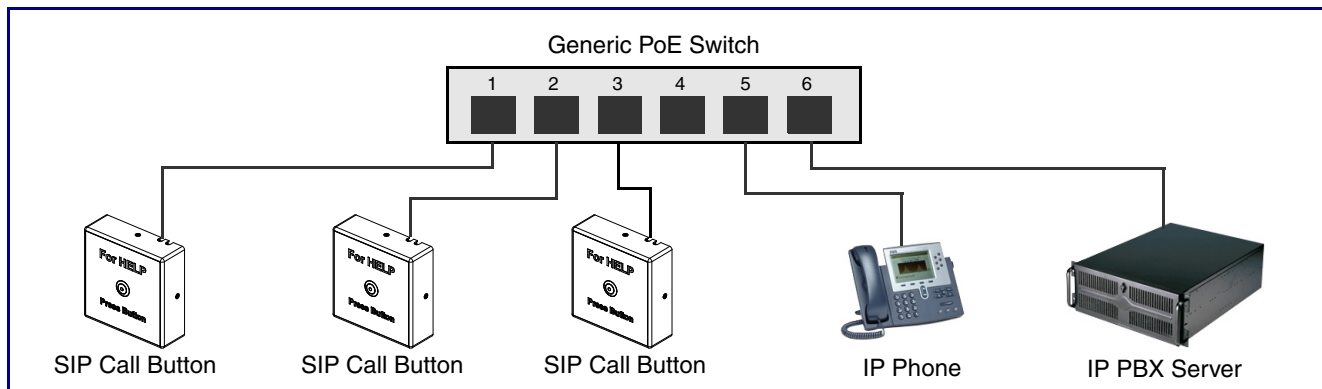 Generic PoE Switch
1 2 3 4 5 6
For HELP
Press Button
For HELP
Press Button
For HELP
Press Button
SIP Call Button
SIP Call Button
SIP Call Button
IP Phone
IP PBX Server